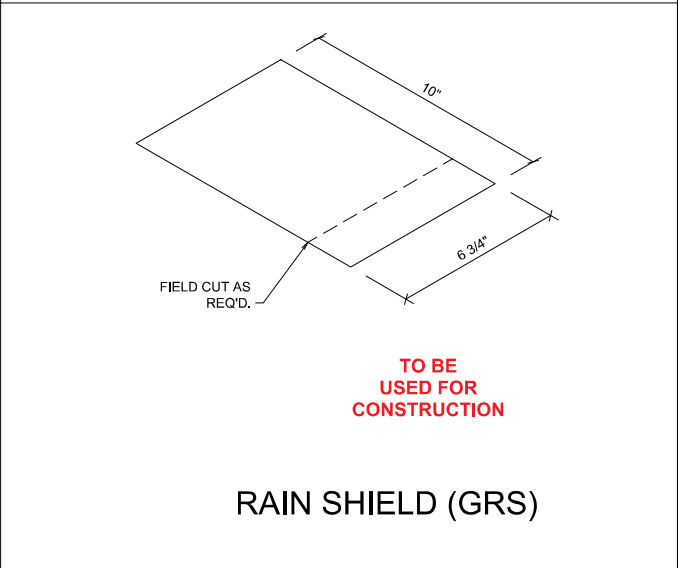 10"
6 3/4"
FIELD CUT AS
REQ'D.
TO BE
USED FOR
CONSTRUCTION
RAIN SHIELD (GRS)